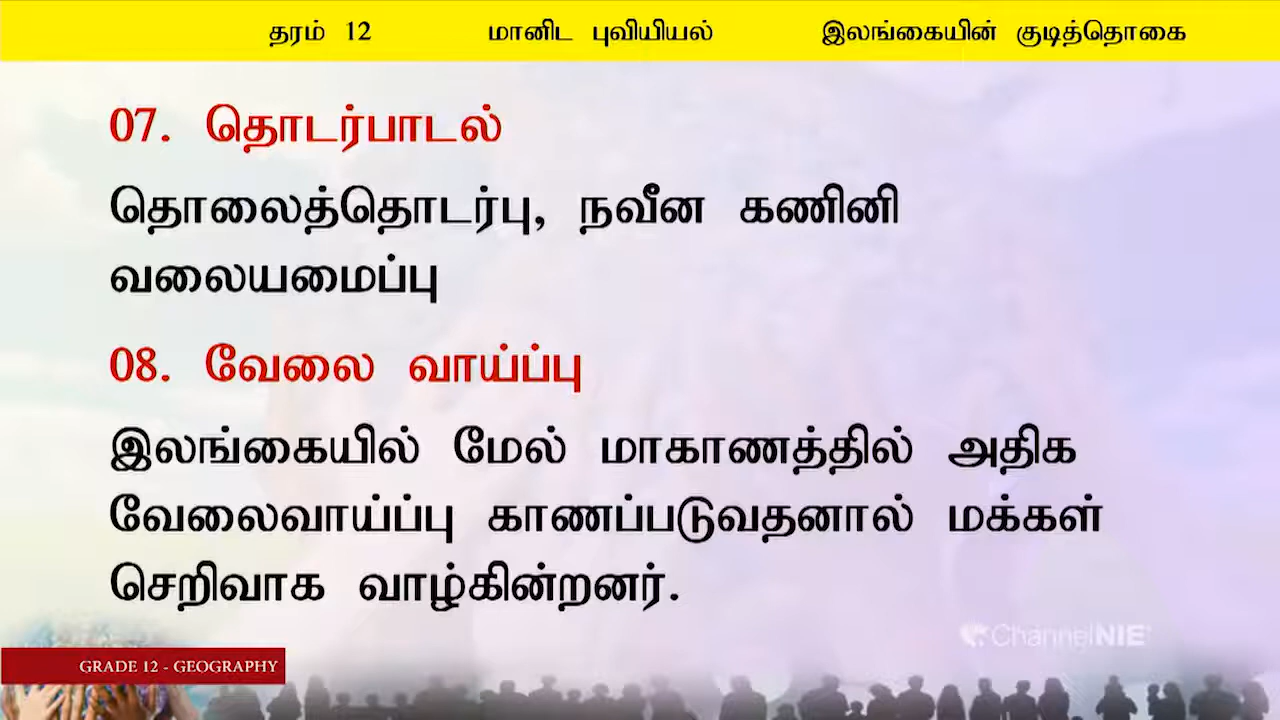 தரம் 12 மானிட புவியியல் இலங்கையின் குடித்தொகை
07. தொடர்பாடல்
தொலைத்தொடர்பு, நவீன கணினி
வலையமைப்பு
08. வேலை வாய்ப்பு
இலங்கையில் மேல் மாகாணத்தில் அதிக
வேலைவாய்ப்பு காணப்படுவதனால் மக்கள்
செறிவாக வாழ்கின்றனர்.
ChannelNIE
GRADE 12 - GEOGRAPHY